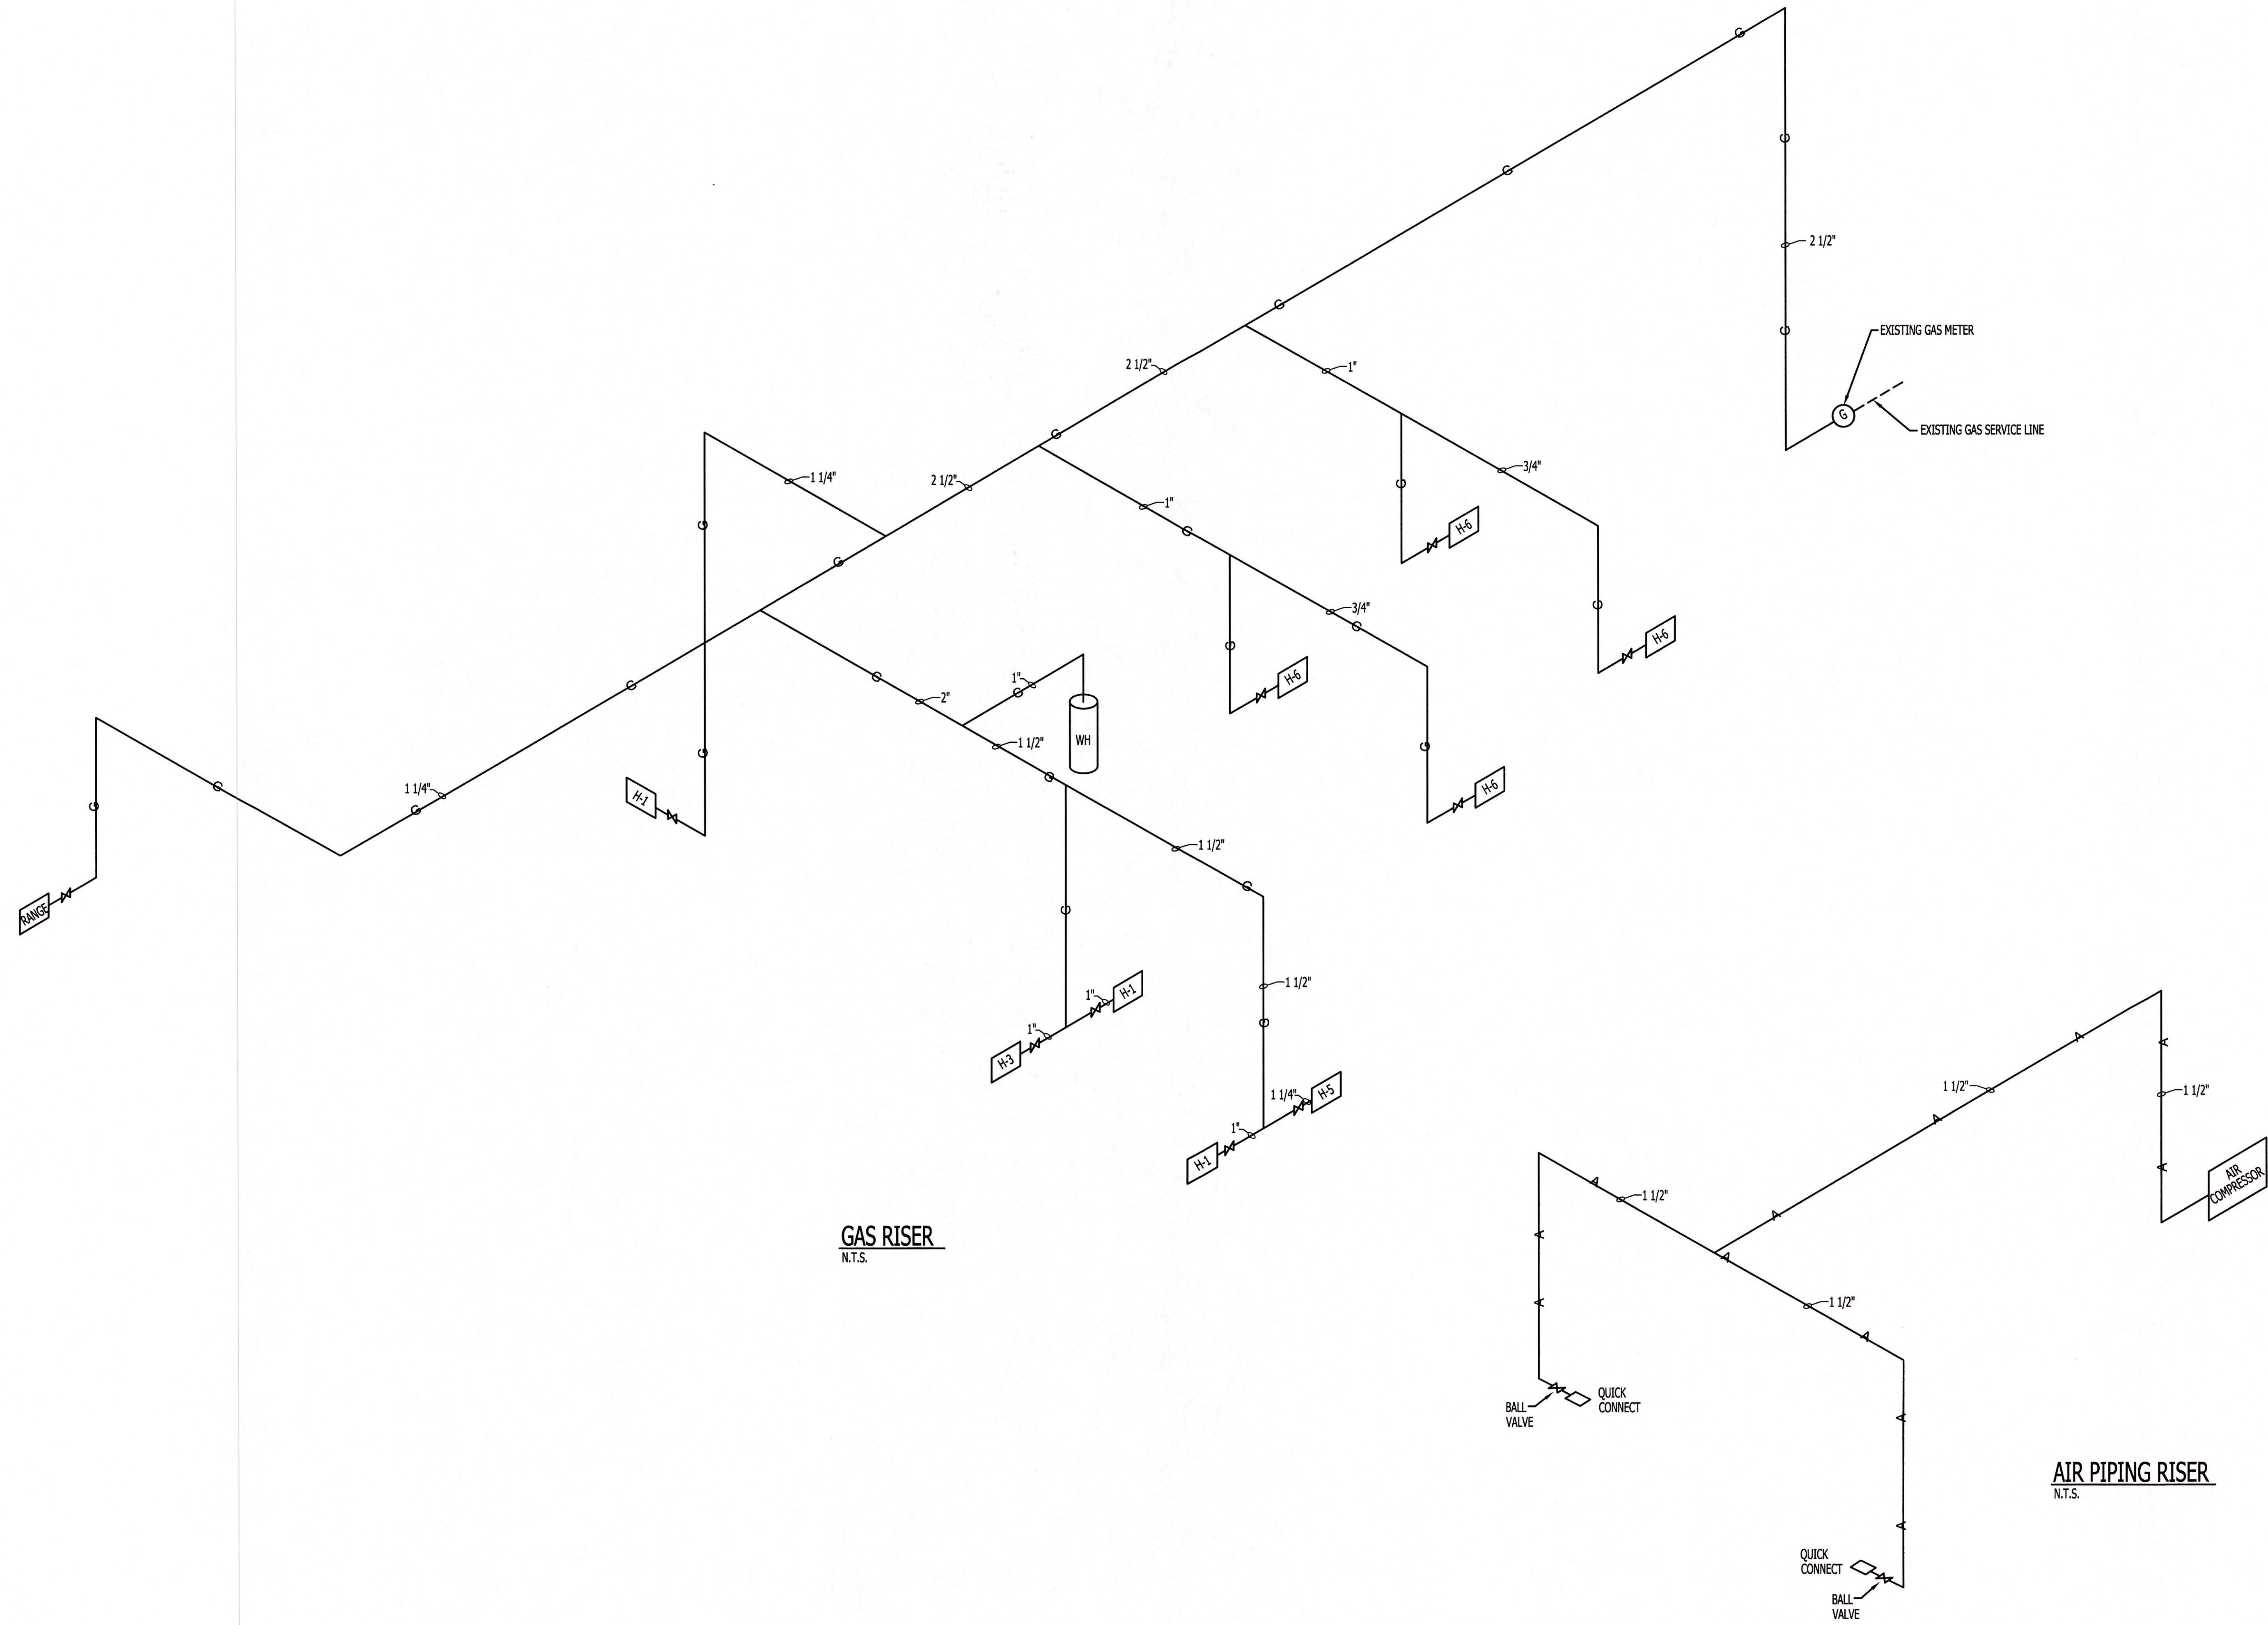 G
G
2 1/2"
G
G
G
EXISTING GAS METER
G
EXISTING GAS SERVICE LINE
G
2 1/2"
1"
G
3/4"
H-6
G
H-6
G
2 1/2"
1"
G
3/4"
G
G
H-6
G
H-6
1 1/4"
G
G
H-1
G
G
2"
1"
G
WH
1 1/2"
G
1 1/2"
G
G
1"
H-1
1"
H-3
1 1/2"
G
1 1/4"
H-5
1"
H-1
G
1 1/4"
G
G
G
RANGE
GAS RISER
N.T.S.
A
1 1/2"
A
A
1 1/2"
A
A
AIR
COMPRESSOR
A
1 1/2"
A
A
A
1 1/2"
A
QUICK
CONNECT
BALL
VALVE
A
A
QUICK
CONNECT
BALL
VALVE
AIR PIPING RISER
N.T.S.